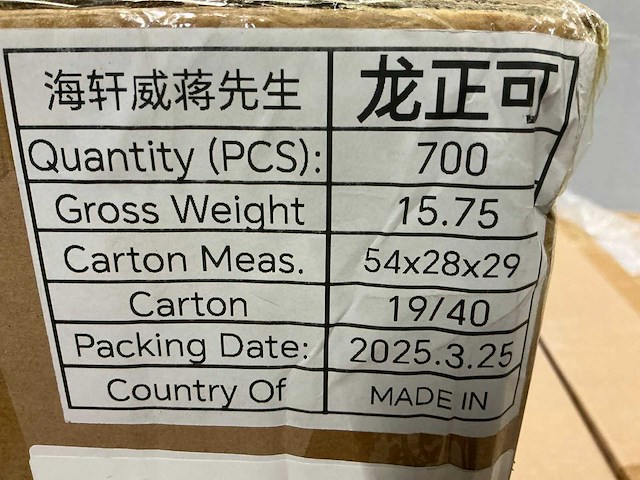 海轩威蒋先生 龙正可
Quantity (PCS): 700
Gross Weight 15.75
Carton Meas. 54x28x29
Carton 19/40
Packing Date: 2025.3.25
Country Of MADE IN